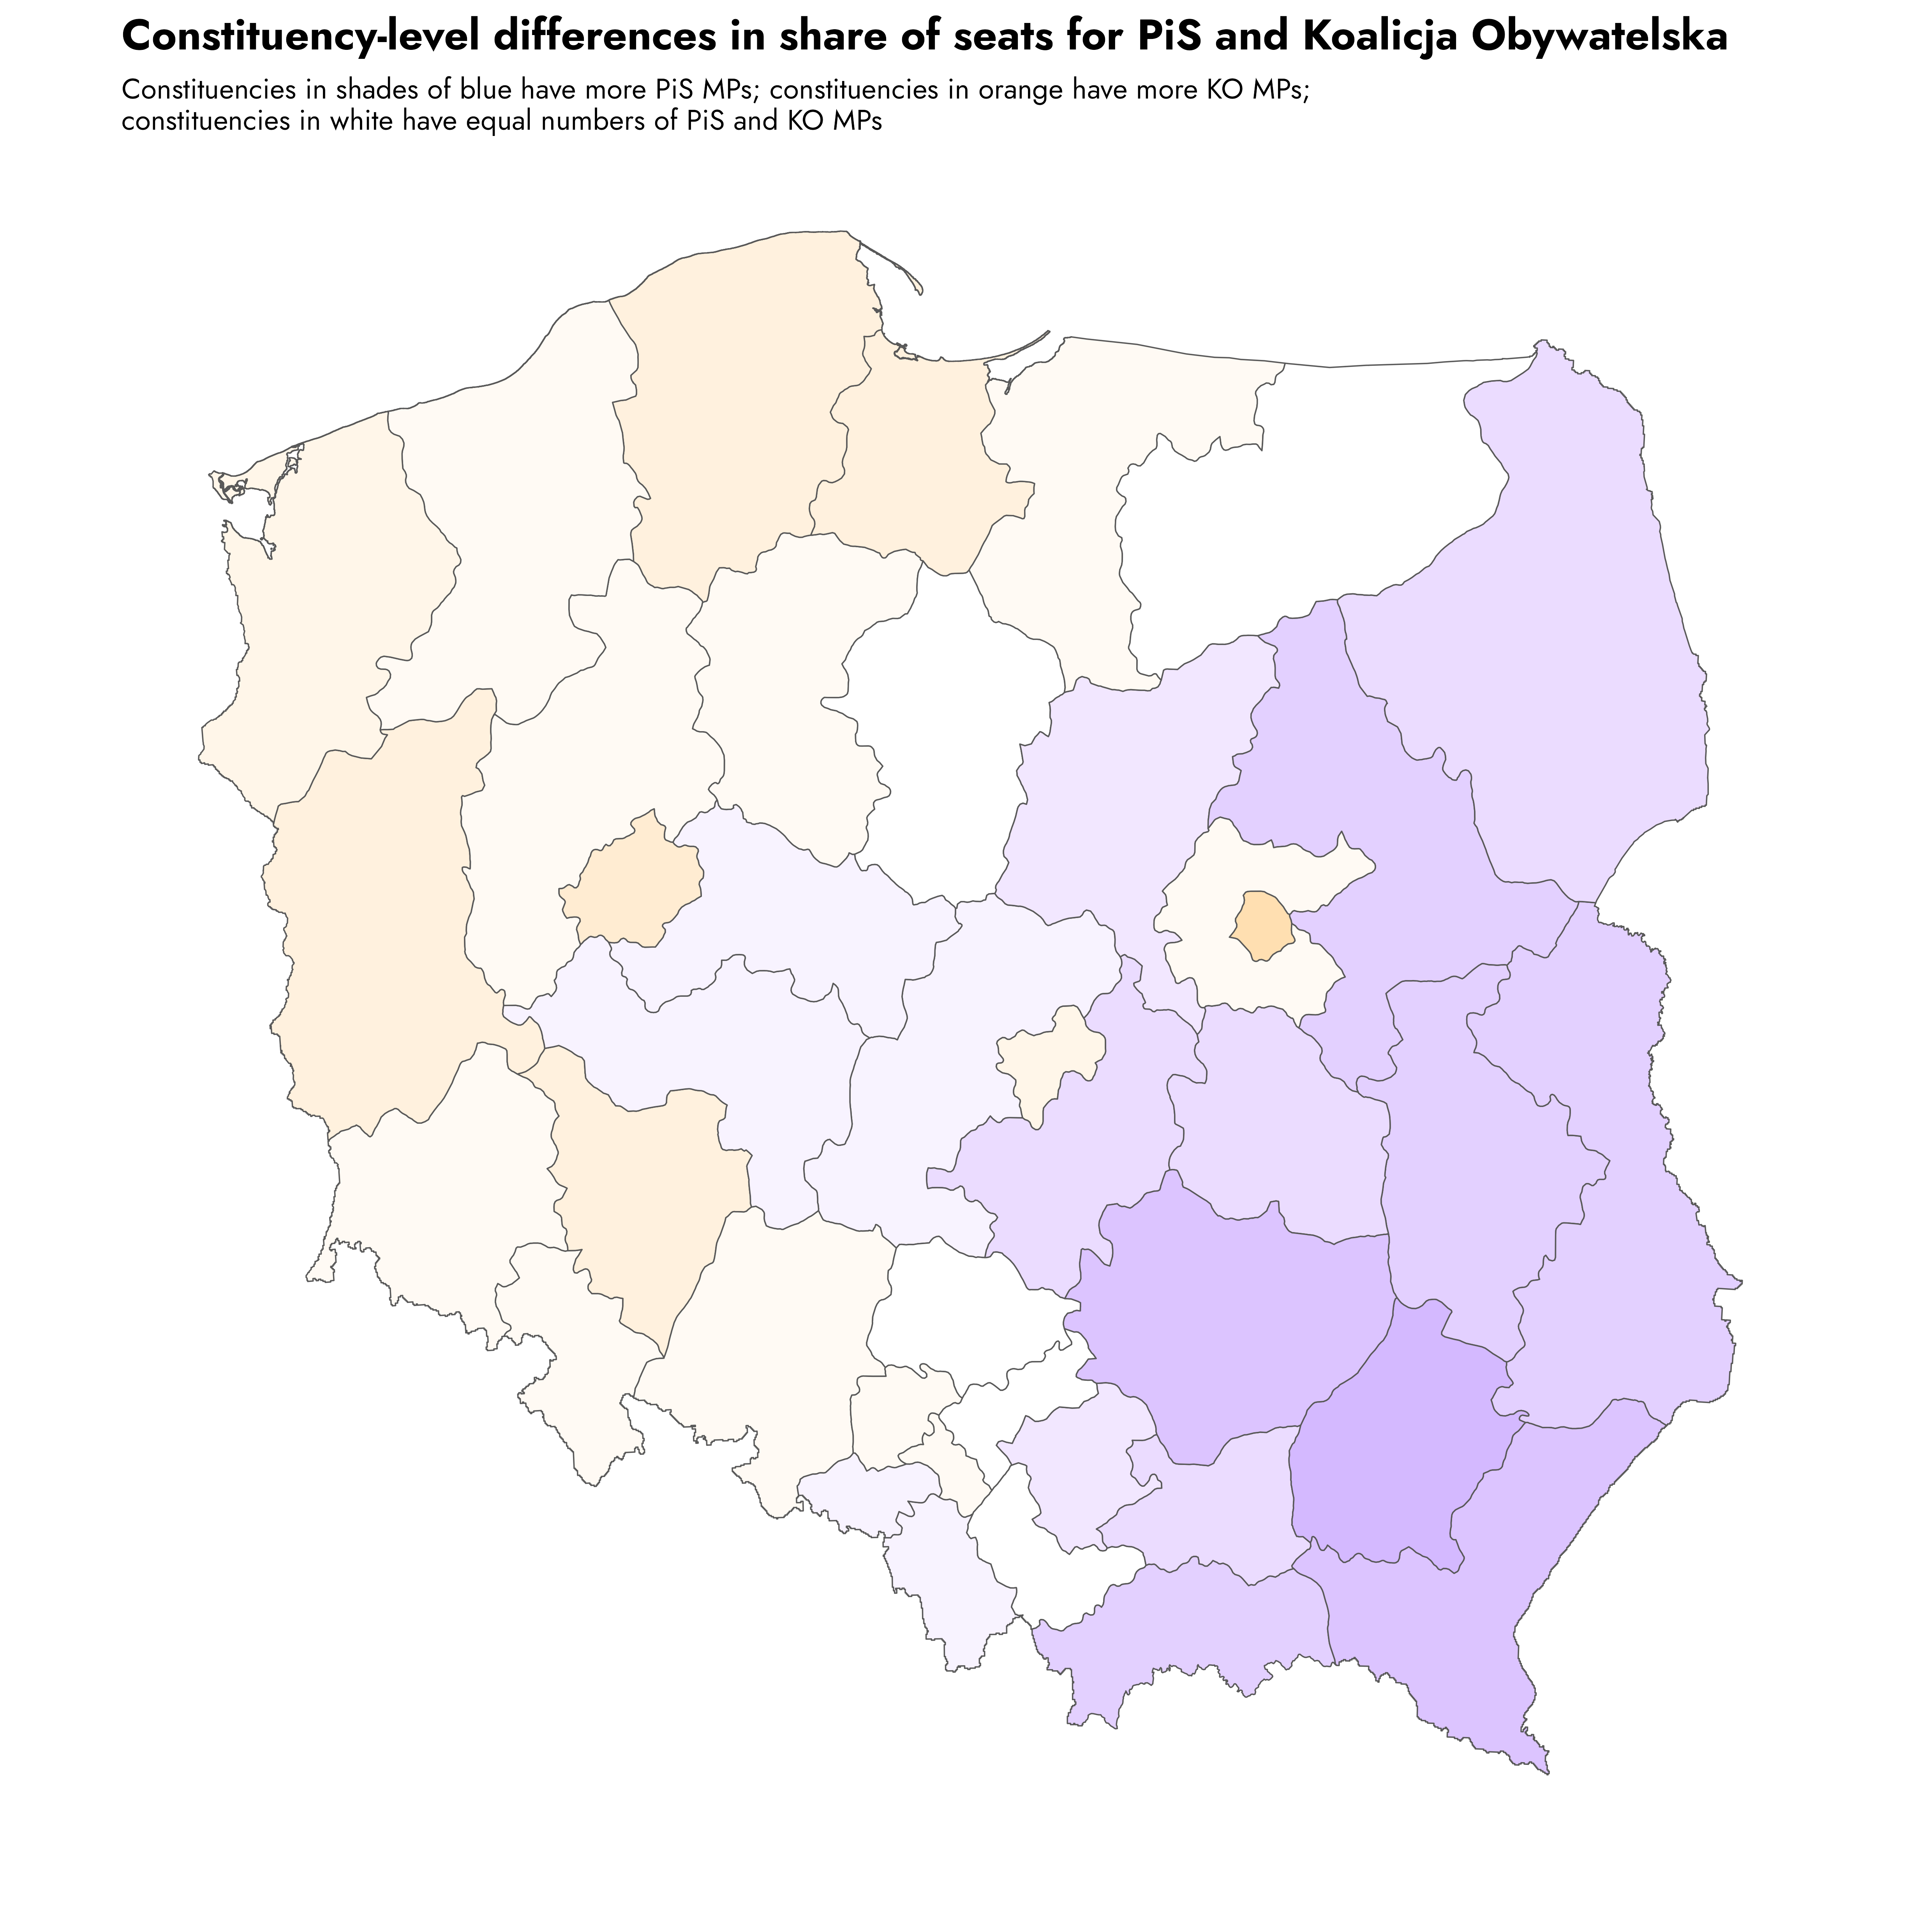 Constituency-level differences in share of seats for PiS and Koalicja Obywatelska
Constituencies in shades of blue have more PiS MPs; constituencies in orange have more KO MPs;
constituencies in white have equal numbers of PiS and KO MPs